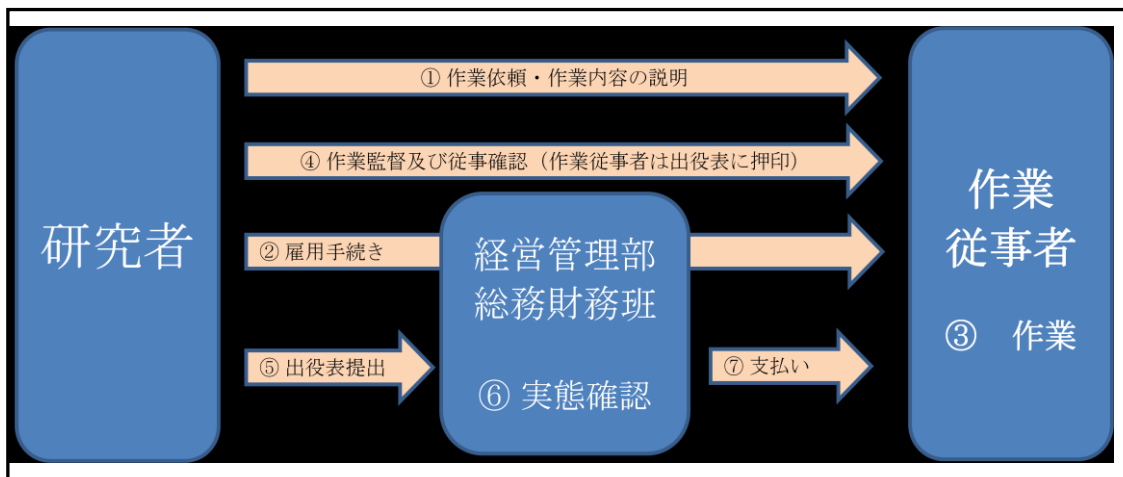 研究者
① 作業依頼・作業内容の説明
④ 作業監督及び従事確認（作業従事者は出役表に押印）
② 雇用手続き
⑤ 出役表提出
経営管理部
総務財務班
⑥ 実態確認
⑦ 支払い
作業
従事者
③　作業